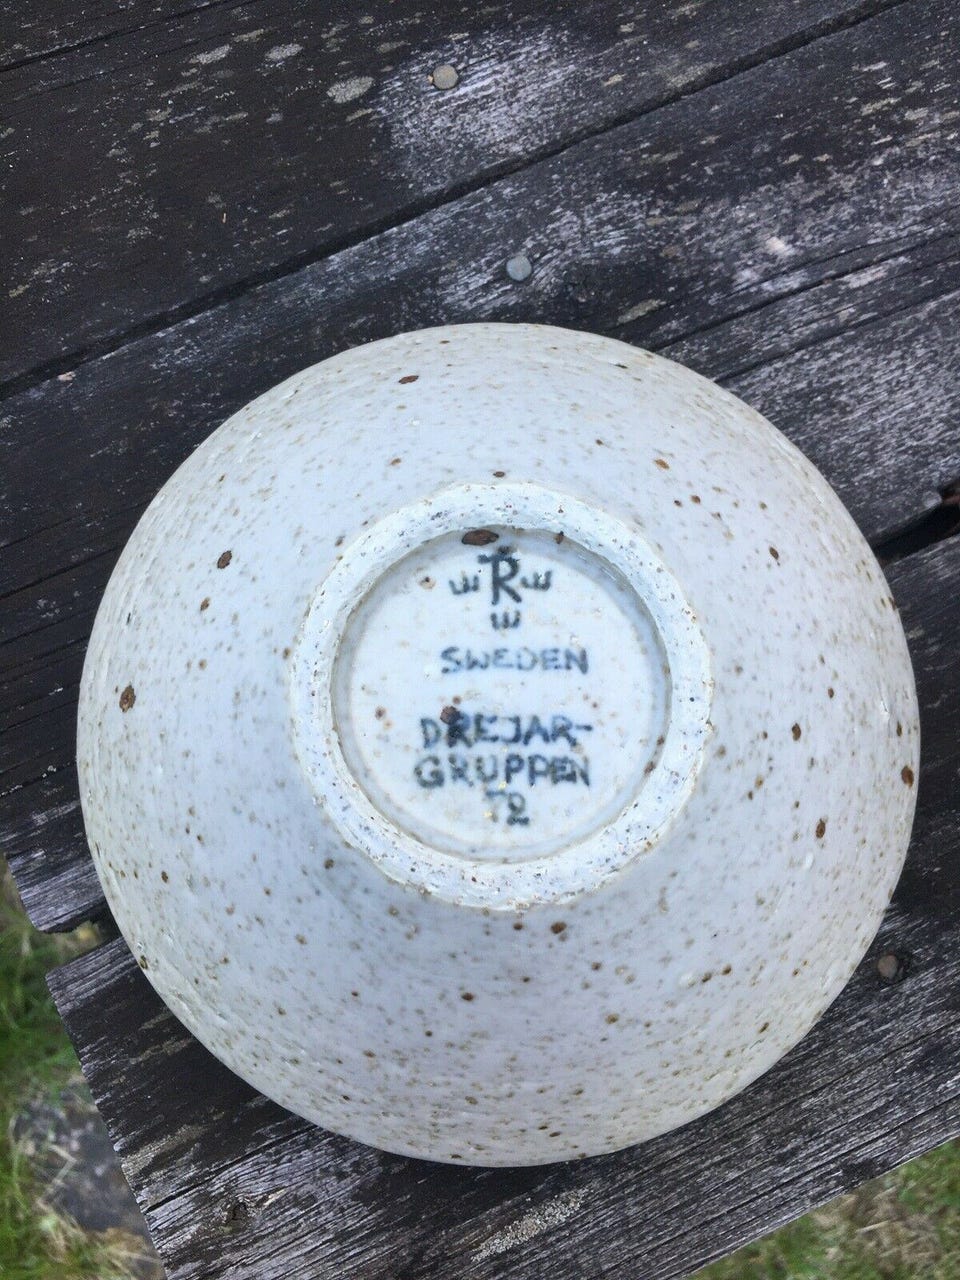 R
SWEDEN
DREJAR-
GRUPPEN
72